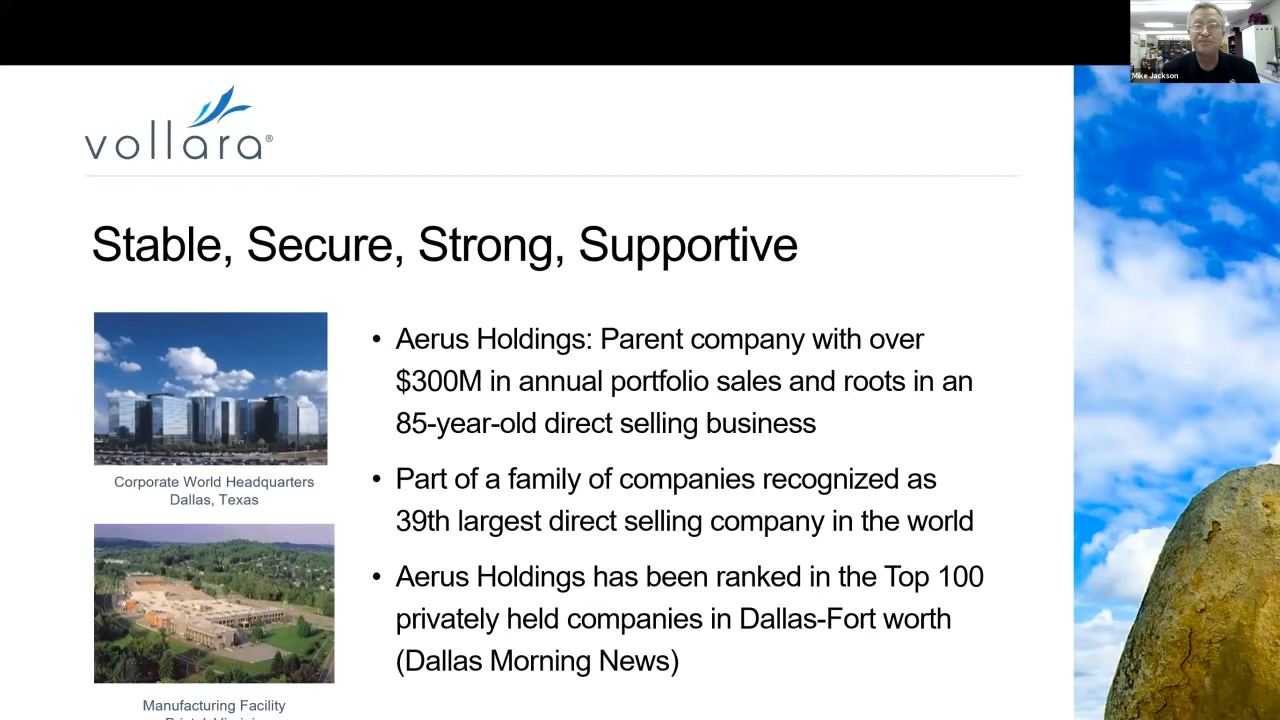 Mike Jackson
vollara®
Stable, Secure, Strong, Supportive
Corporate World Headquarters
Dallas, Texas
Manufacturing Facility
• Aerus Holdings: Parent company with over
$300M in annual portfolio sales and roots in an
85-year-old direct selling business
• Part of a family of companies recognized as
39th largest direct selling company in the world
• Aerus Holdings has been ranked in the Top 100
privately held companies in Dallas-Fort worth
(Dallas Morning News)